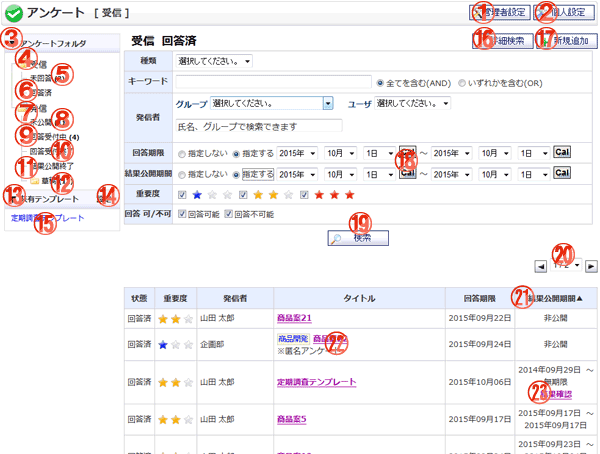 アンケート [ 受信 ]
① 管理者設定 ② 個人設定
③ アンケートフォルダ
④ 受信
未回答 ⑤
⑥ 回答済
⑦ 発信
未公開 ⑧
⑨ 回答受付中 (4)
回答受付終了 ⑩
⑪ 結果公開終了
⑫
⑬ 共有テンプレート ⑭
定期調査テンプレート ⑮
受信 回答済
⑯ 詳細検索 ⑰ 新規追加
種類 選択してください。
キーワード 全てを含む(AND) いずれかを含む(OR)
発信者 グループ 選択してください。 ユーザ 選択してください。
氏名、グループで検索できます
回答期限 指定しない 指定する 2015年 10月 1日 Cal ～ 2015年 10月 1日 Cal
⑱
結果公開期間 指定しない 指定する 2015年 10月 1日 Cal ～ 2015年 10月 1日 Cal
重要度
回答 可/不可 回答可能 回答不可能
⑲ 検索
⑳
状態 重要度 発信者 タイトル 回答期限 ㉑ 結果公開期間▲
回答済 山田 太郎 商品案21 2015年09月22日 非公開
回答済 企画部 商品開発 ㉒ 2015年09月24日 非公開
※匿名アンケート
回答済 山田 太郎 定期調査テンプレート 2015年10月06日 2014年09月29日 ～
無期限
㉓ 結果確認
回答済 山田 太郎 商品案5 2015年09月17日 2015年09月17日 ～
2015年09月17日
2015年09月23日 ～